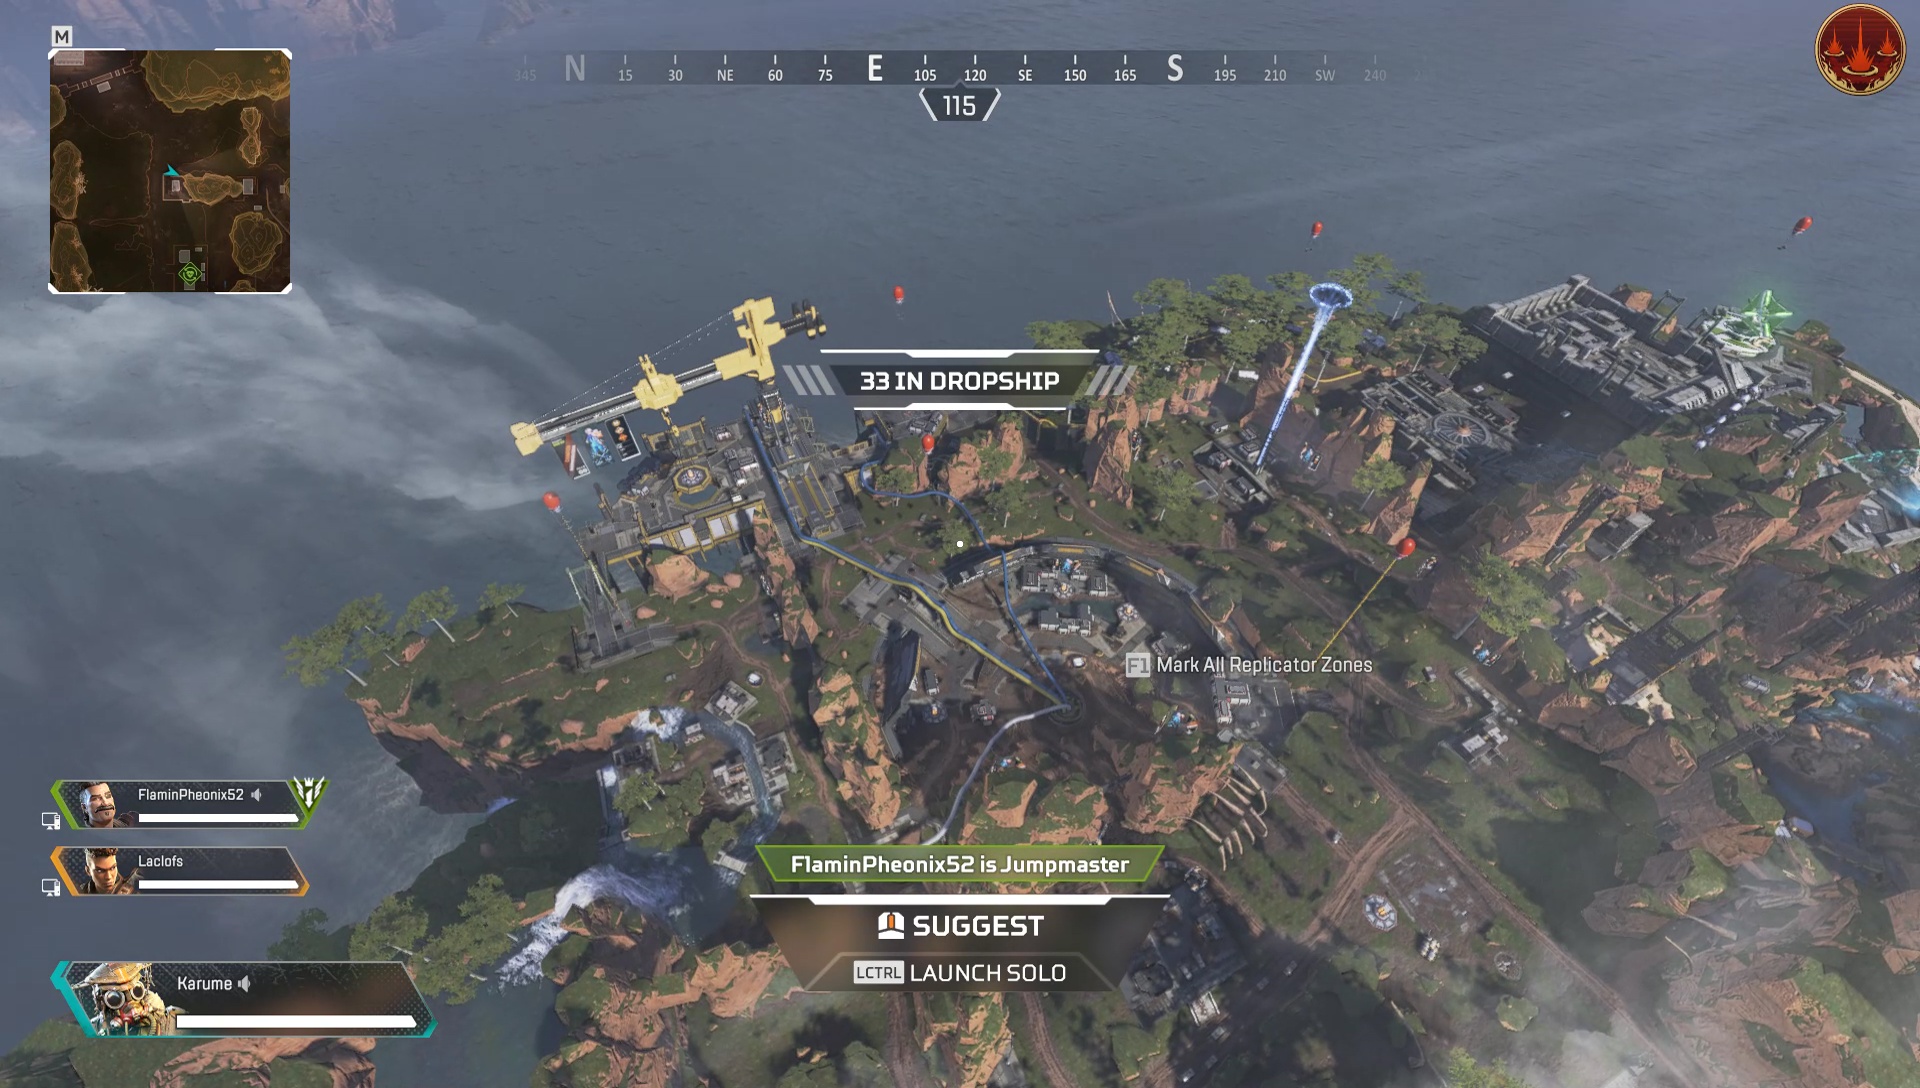 M
345 N 15 30 NE 60 75 E 105 120 SE 150 165 S 195 210 SW 240
115
33 IN DROPSHIP
F1 Mark All Replicator Zones
FlaminPheonix52
Laclofs
FlaminPheonix52 is Jumpmaster
SUGGEST
LCTRL LAUNCH SOLO
Karume